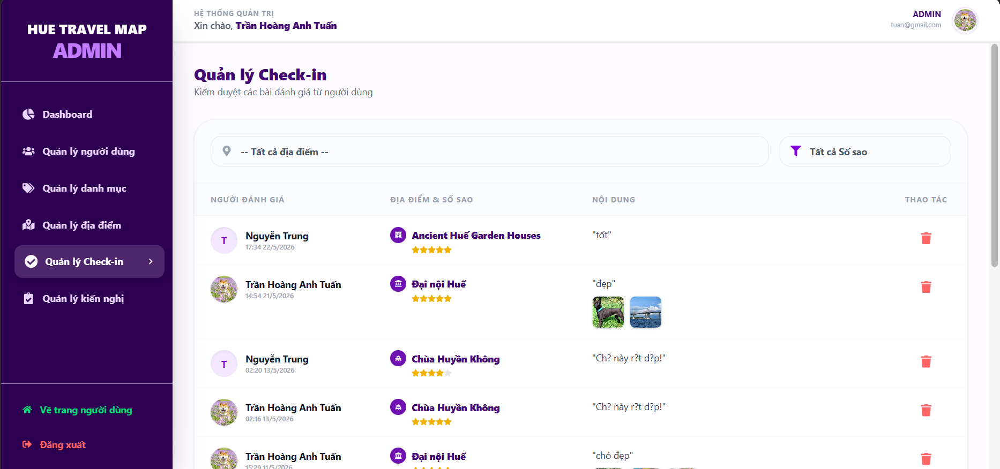 HUE TRAVEL MAP
ADMIN
Dashboard
Quản lý người dùng
Quản lý danh mục
Quản lý địa điểm
Quản lý Check-in
Quản lý kiến nghị
Về trang người dùng
Đăng xuất
HỆ THỐNG QUẢN TRỊ
Xin chào, Trần Hoàng Anh Tuấn
ADMIN
tuan@gmail.com
Quản lý Check-in
Kiểm duyệt các bài đánh giá từ người dùng
-- Tất cả địa điểm --
Tất cả Số sao
NGƯỜI ĐÁNH GIÁ
ĐỊA ĐIỂM & SỐ SAO
NỘI DUNG
THAO TÁC
T
Nguyễn Trung
17:34 22/5/2026
Ancient Huế Garden Houses
"tốt"
Trần Hoàng Anh Tuấn
14:54 21/5/2026
Đại nội Huế
"đẹp"
T
Nguyễn Trung
02:20 13/5/2026
Chùa Huyền Không
"Ch? này r?t d?p!"
Trần Hoàng Anh Tuấn
02:16 13/5/2026
Chùa Huyền Không
"Ch? này r?t d?p!"
Trần Hoàng Anh Tuấn
15:29 11/5/2026
Đại nội Huế
"chó đẹp"